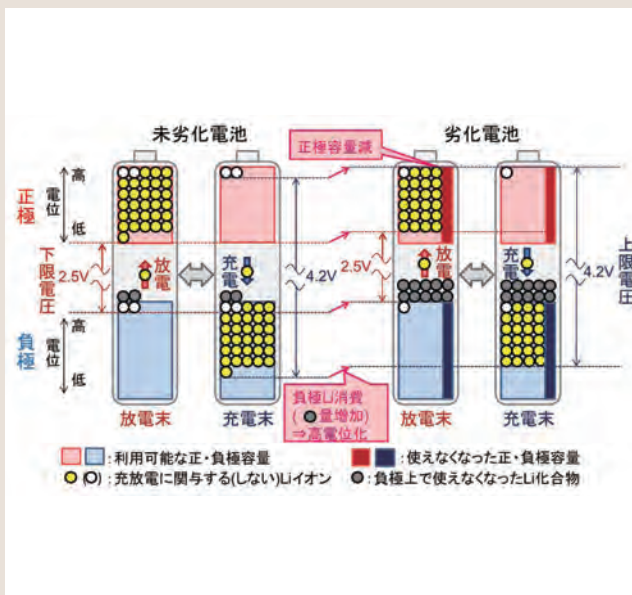 未劣化電池
劣化電池
正極容量減
正極
電位
高
低
下限電圧
2.5V
放電
充電
4.2V
2.5V
放電
充電
4.2V
上限電圧
負極
電位
高
低
負極Li消費
(●量増加)
⇒高電位化
放電末
充電末
放電末
充電末
:利用可能な正・負極容量
:使えなくなった正・負極容量
( ):充放電に関与する(しない)Liイオン
:負極上で使えなくなったLi化合物